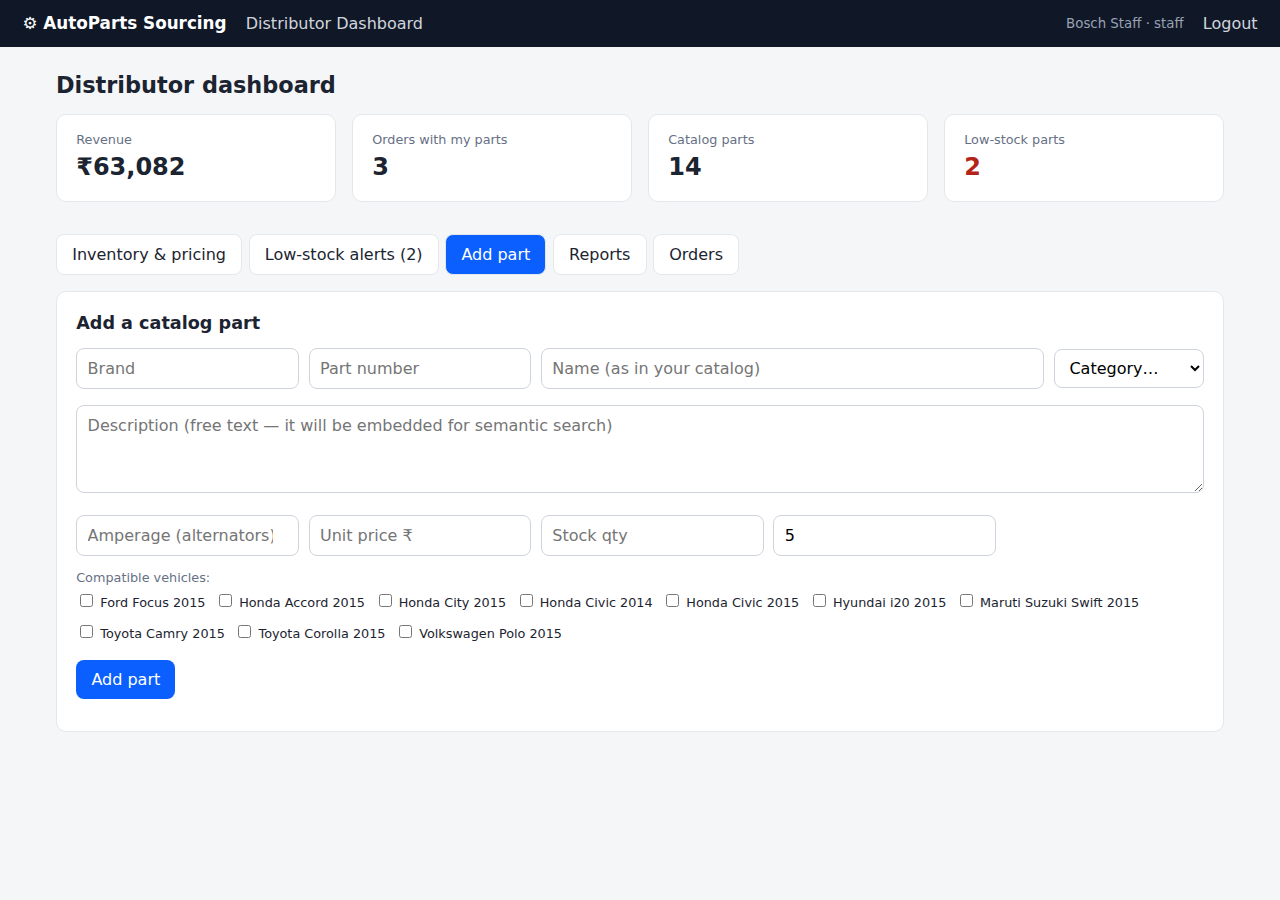 ⚙ AutoParts Sourcing Distributor Dashboard Bosch Staff · staff Logout
Distributor dashboard
Revenue Orders with my parts Catalog parts Low-stock parts
₹63,082 3 14 2
Inventory & pricing Low-stock alerts (2) Add part Reports Orders
Add a catalog part
Brand Part number Name (as in your catalog) Category...
Description (free text — it will be embedded for semantic search)
Amperage (alternators) Unit price ₹ Stock qty 5
Compatible vehicles:
Ford Focus 2015 Honda Accord 2015 Honda City 2015 Honda Civic 2014 Honda Civic 2015 Hyundai i20 2015 Maruti Suzuki Swift 2015
Toyota Camry 2015 Toyota Corolla 2015 Volkswagen Polo 2015
Add part